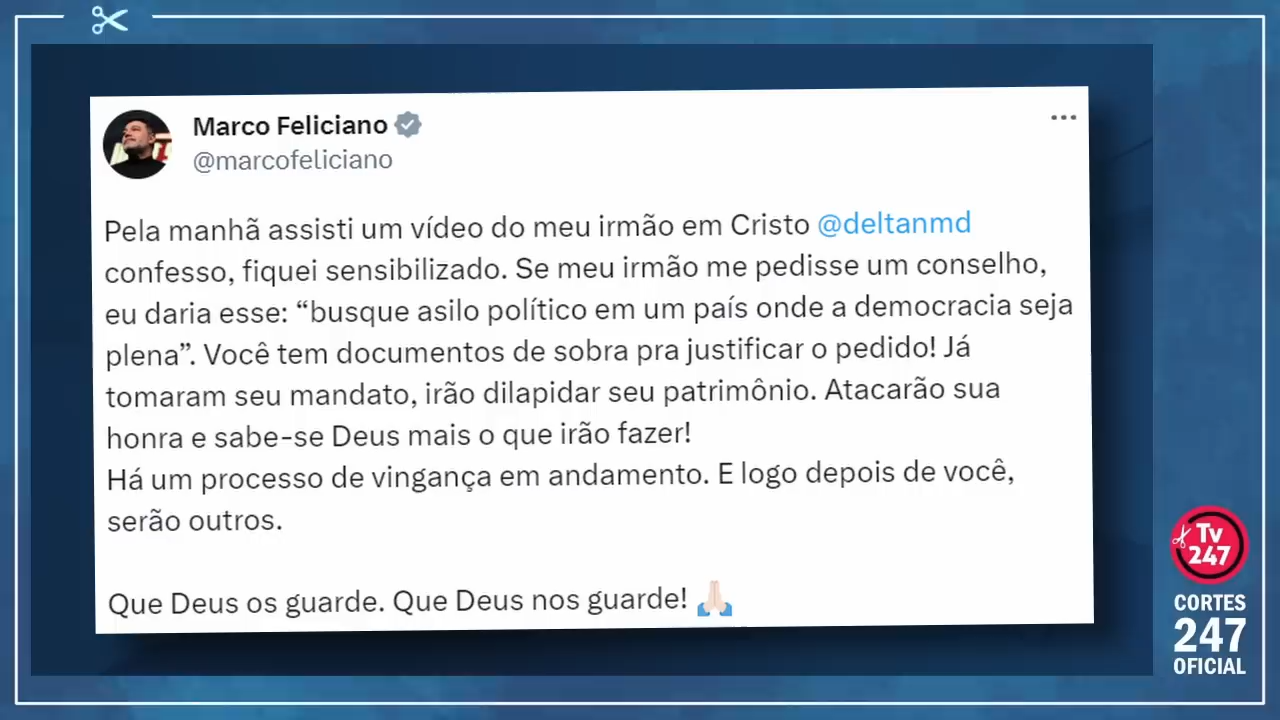 Marco Feliciano
@marcofeliciano
Pela manhã assisti um vídeo do meu irmão em Cristo @deltanmd
confesso, fiquei sensibilizado. Se meu irmão me pedisse um conselho,
eu daria esse: “busque asilo político em um país onde a democracia seja
plena”. Você tem documentos de sobra pra justificar o pedido! Já
tomaram seu mandato, irão dilapidar seu patrimônio. Atacarão sua
honra e sabe-se Deus mais o que irão fazer!
Há um processo de vingança em andamento. E logo depois de você,
serão outros.
Que Deus os guarde. Que Deus nos guarde! 🙏🏻
Tv
247
CORTES
247
OFICIAL